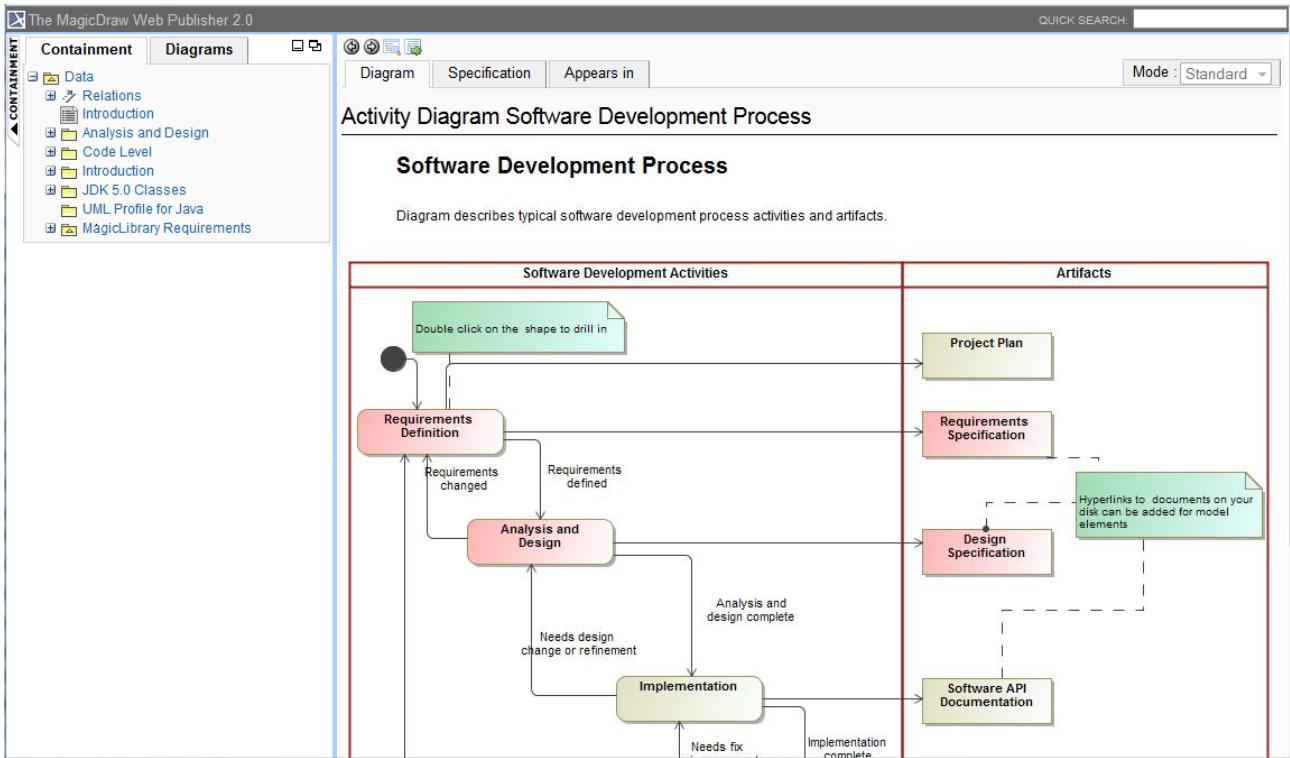 The MagicDraw Web Publisher 2.0
QUICK SEARCH:
CONTAINMENT
Containment
Diagrams
Data
Relations
Introduction
Analysis and Design
Code Level
Introduction
JDK 5.0 Classes
UML Profile for Java
MagicLibrary Requirements
Diagram
Specification
Appears in
Mode :
Standard
Activity Diagram Software Development Process
Software Development Process
Diagram describes typical software development process activities and artifacts.
Software Development Activities
Artifacts
Double click on the shape to drill in
Project Plan
Requirements
Definition
Requirements
Specification
Requirements
changed
Requirements
defined
Hyperlinks to documents on your
disk can be added for model
elements
Analysis and
Design
Design
Specification
Analysis and
design complete
Needs design
change or refinement
Implementation
Software API
Documentation
Needs fix
Implementation
complete